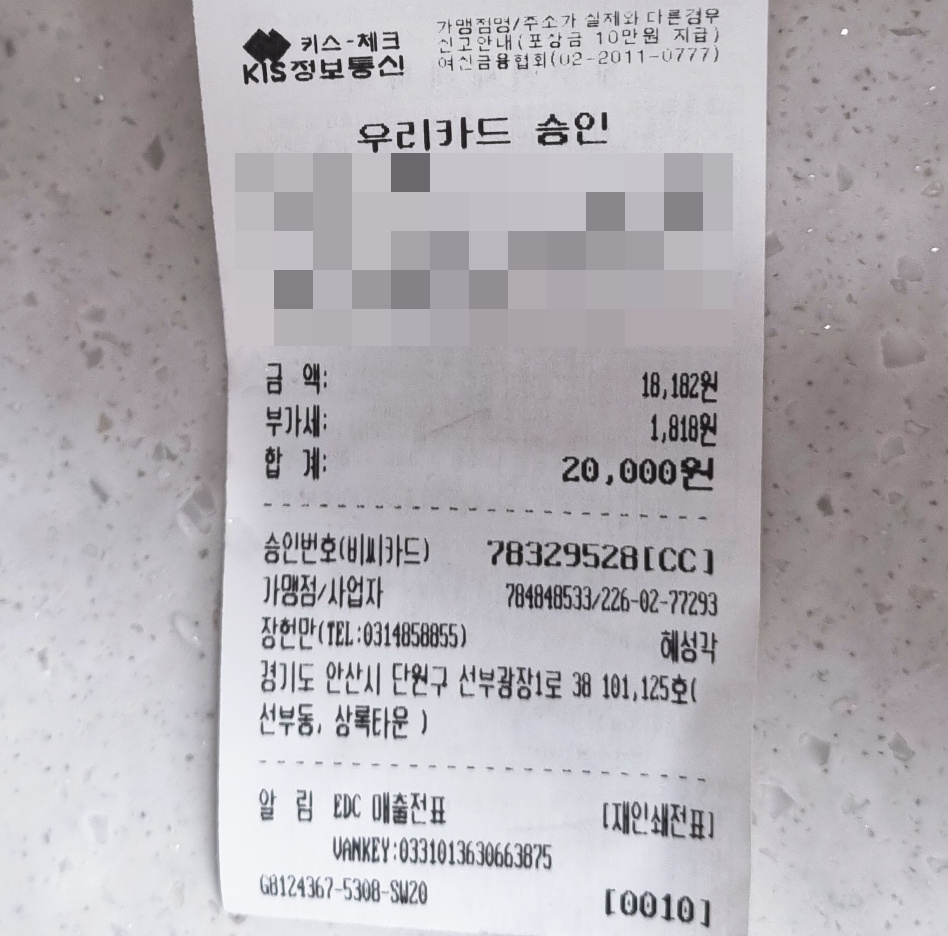 키스-체크
KIS정보통신
가맹점명/주소가 실제와 다른경우
신고안내(포상금 10만원 지급)
여신금융협회(02-2011-0777)
우리카드 승인
금 액: 18,182원
부가세: 1,818원
합 계: 20,000원
승인번호(비씨카드) 78329528[CC]
가맹점/사업자 784848533/226-02-77293
장헌만(TEL:0314858855) 혜성각
경기도 안산시 단원구 선부광장1로 38 101,125호(
선부동, 상록타운 )
알 림 EDC 매출전표 [재인쇄전표]
VANKEY:0331013630663875
GB124367-5308-SW20 [0010]